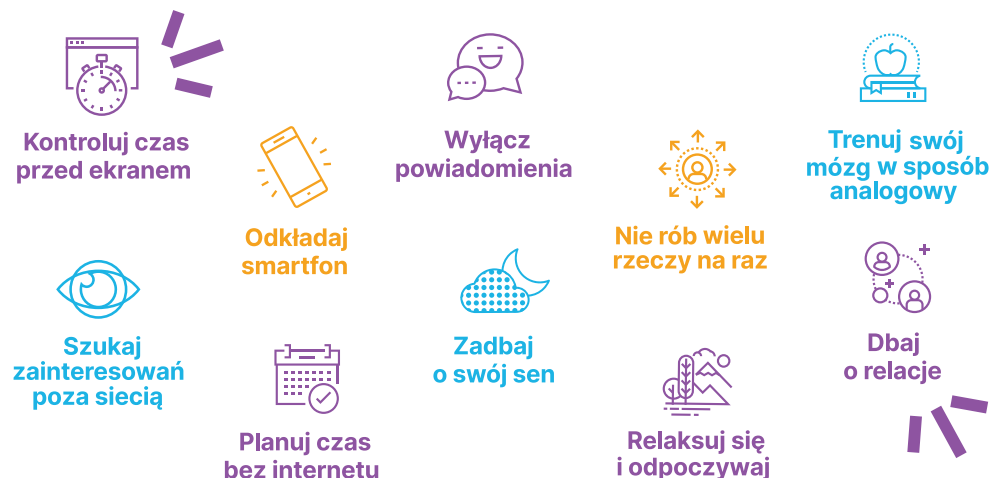 Kontroluj czas
przed ekranem
Odkładaj
smartfon
Wyłącz
powiadomienia
Nie rób wielu
rzeczy na raz
Trenuj swój
mózg w sposób
analogowy
Szukaj
zainteresowań
poza siecią
Planuj czas
bez internetu
Zadbaj
o swój sen
Relaksuj się
i odpoczywaj
Dbaj
o relacje